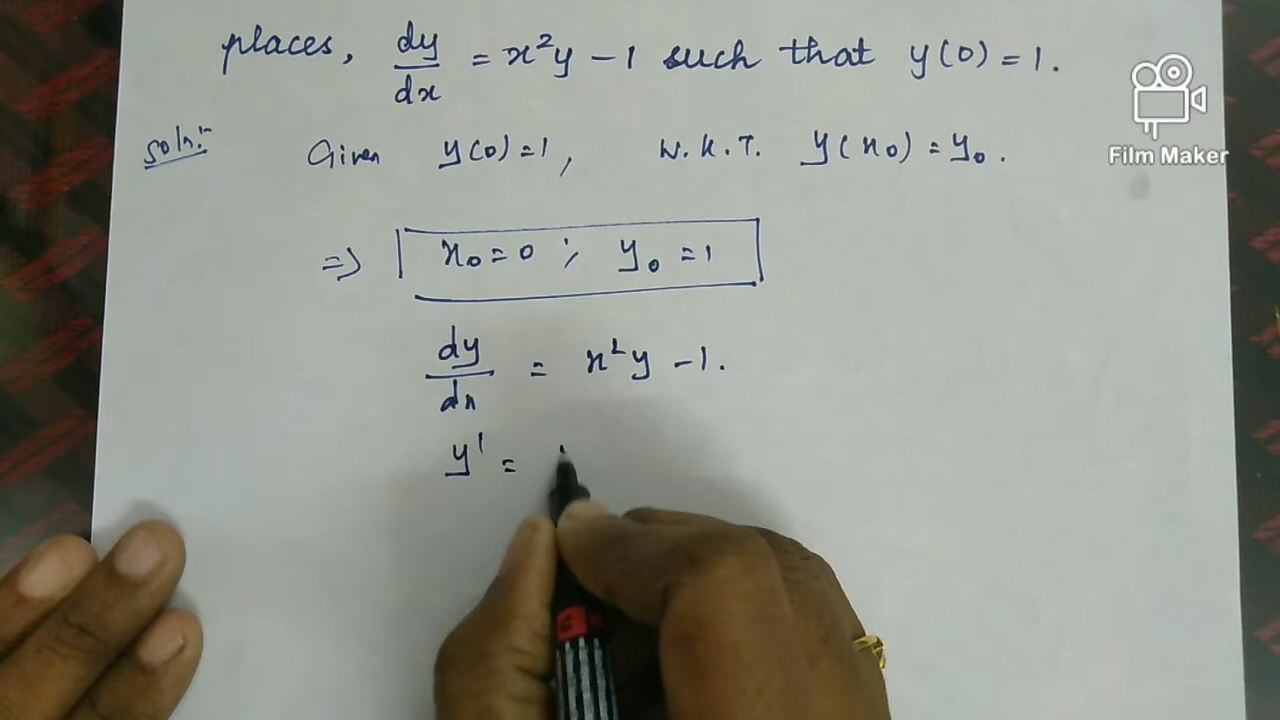 places, dy/dx = x²y - 1 such that y(0) = 1.
Film Maker
Soln:- Given y(0) = 1, W.K.T. y(x₀) = y₀.
⇒ x₀ = 0 ; y₀ = 1
dy/dx = x²y - 1.
y' =